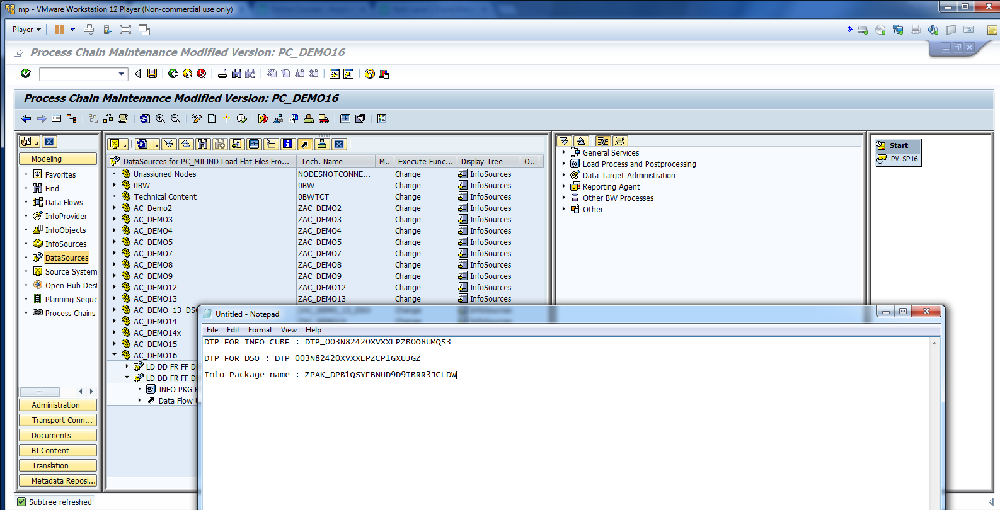 mp - VMware Workstation 12 Player (Non-commercial use only)
Player
Process Chain Maintenance Modified Version: PC_DEMO16
Process Chain Maintenance Modified Version: PC_DEMO16
Modeling
Favorites
Find
Data Flows
InfoProvider
InfoObjects
InfoSources
DataSources
Source System
Open Hub Dest
Planning Seque
Process Chains
Administration
Transport Conn...
Documents
BI Content
Translation
Metadata Reposi...
DataSources for PC_MILIND Load Flat Files Fro... Tech. Name M.. Execute Func... Display Tree O..
Unassigned Nodes NODESNOTCONNE... Change InfoSources
0BW 0BW Change InfoSources
Technical Content 0BWTCT Change InfoSources
AC_Demo2 ZAC_DEMO2 Change InfoSources
AC_DEMO3 ZAC_DEMO3 Change InfoSources
AC_DEMO4 ZAC_DEMO4 Change InfoSources
AC_DEMO5 ZAC_DEMO5 Change InfoSources
AC_DEMO7 ZAC_DEMO7 Change InfoSources
AC_DEMO8 ZAC_DEMO8 Change InfoSources
AC_DEMO9 ZAC_DEMO9 Change InfoSources
AC_DEMO12 ZAC_DEMO12 Change InfoSources
AC_DEMO13 ZAC_DEMO13 Change InfoSources
AC_DEMO_13_DSO
AC_DEMO14
AC_DEMO14x
AC_DEMO15
AC_DEMO16
LD DD FR FF D
LD DD FR FF D
INFO PKG F
Data Flow U
General Services
Load Process and Postprocessing
Data Target Administration
Reporting Agent
Other BW Processes
Other
Start
PV_SP16
Untitled - Notepad
File Edit Format View Help
DTP FOR INFO CUBE : DTP_003N82420XVXXLPZB0O8UMQS3
DTP FOR DSO : DTP_003N82420XVXXLPZCP1GXUJGZ
Info Package name : ZPAK_DPB1QSYEBNUD9D9IBRR3JCLDW
Subtree refreshed